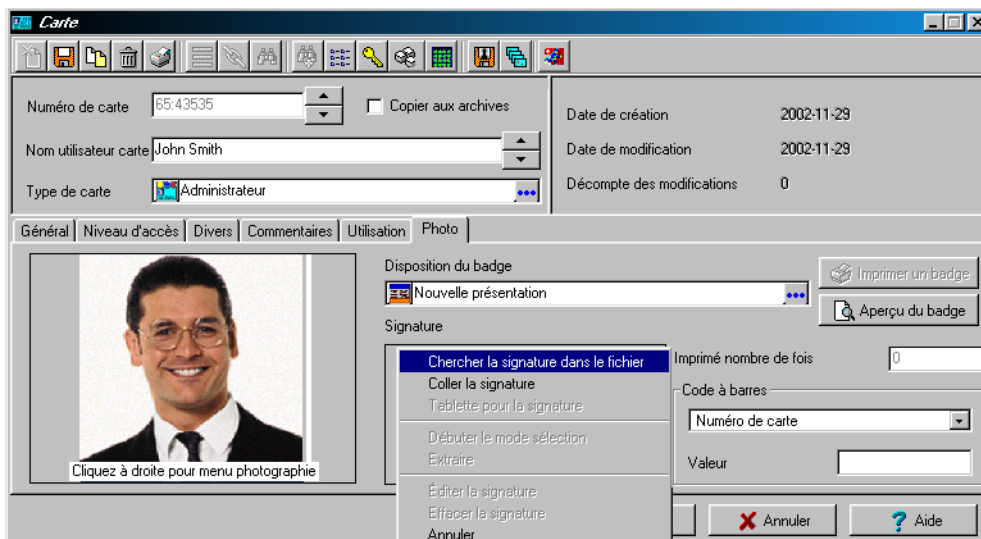 Carte
Numéro de carte 65:43535 Copier aux archives
Nom utilisateur carte John Smith
Type de carte Administrateur
Date de création 2002-11-29
Date de modification 2002-11-29
Décompte des modifications 0
Général Niveau d'accès Divers Commentaires Utilisation Photo
Cliquez à droite pour menu photographie
Disposition du badge
Nouvelle présentation
Imprimer un badge
Aperçu du badge
Signature
Chercher la signature dans le fichier
Coller la signature
Tablette pour la signature
Débuter le mode sélection
Extraire
Éditer la signature
Effacer la signature
Annuler
Imprimé nombre de fois 0
Code à barres
Numéro de carte
Valeur
Annuler
Aide